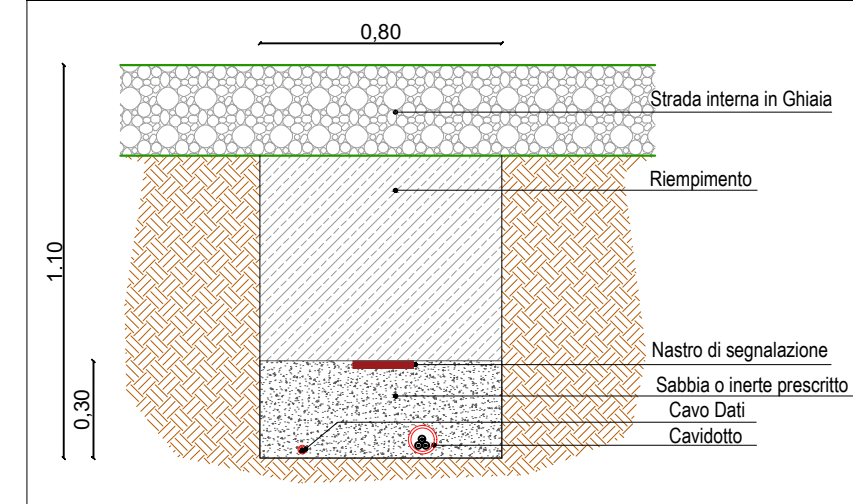 0,80
Strada interna in Ghiaia
Riempimento
1.10
Nastro di segnalazione
Sabbia o inerte prescritto
0,30
Cavo Dati
Cavidotto